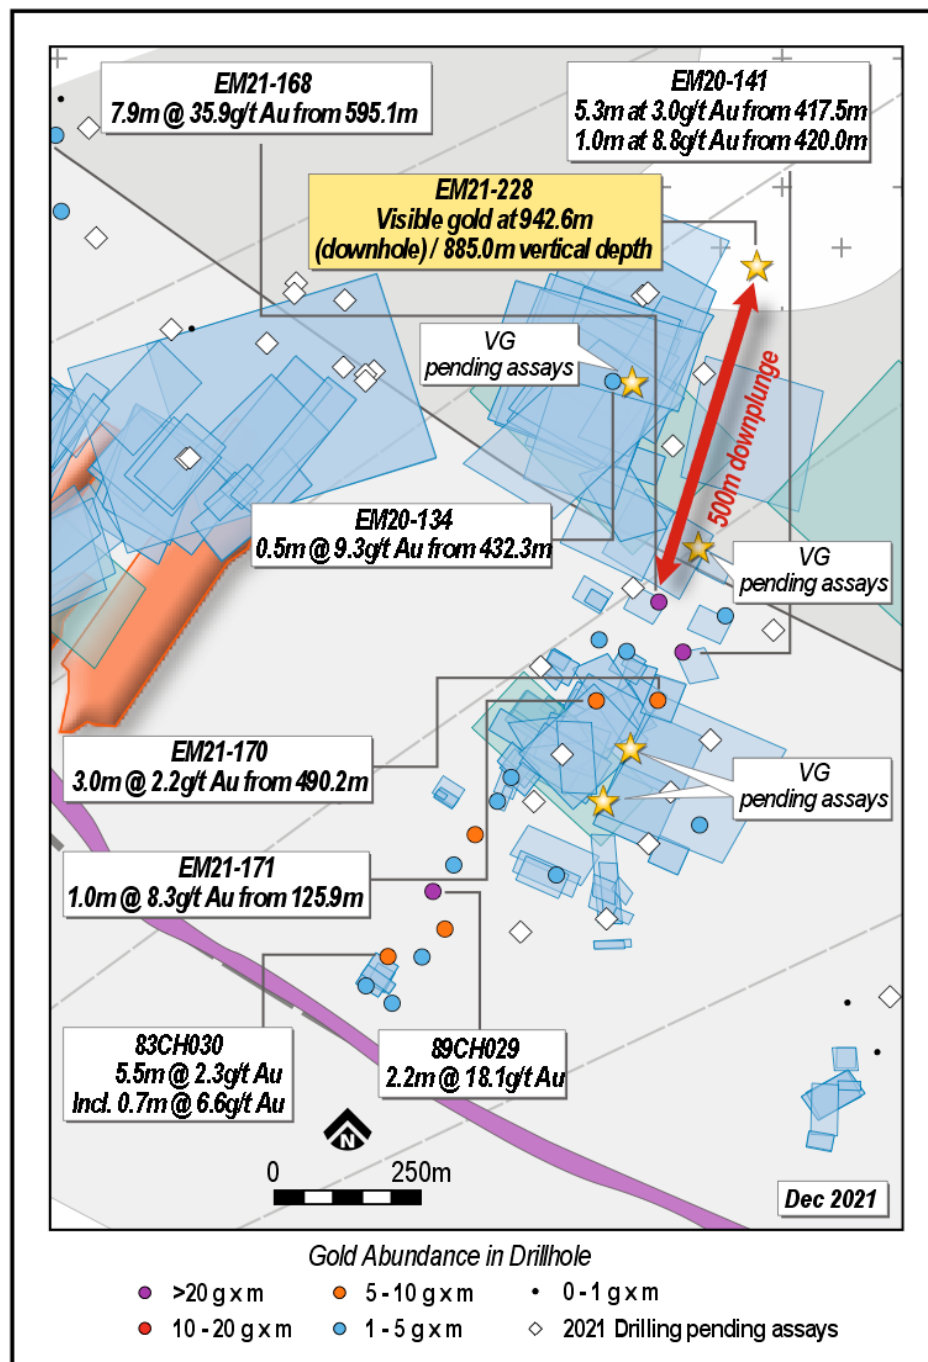 EM21-168
7.9m @ 35.9g/t Au from 595.1m
EM20-141
5.3m at 3.0g/t Au from 417.5m
1.0m at 8.8g/t Au from 420.0m
EM21-228
Visible gold at 942.6m
(downhole) / 885.0m vertical depth
VG
pending assays
500m downplunge
EM20-134
0.5m @ 9.3g/t Au from 432.3m
VG
pending assays
EM21-170
3.0m @ 2.2g/t Au from 490.2m
VG
pending assays
EM21-171
1.0m @ 8.3g/t Au from 125.9m
83CH030
5.5m @ 2.3g/t Au
Incl. 0.7m @ 6.6g/t Au
89CH029
2.2m @ 18.1g/t Au
N
0 250m
Dec 2021
Gold Abundance in Drillhole
>20 g x m 5 - 10 g x m 0 - 1 g x m
10 - 20 g x m 1 - 5 g x m 2021 Drilling pending assays